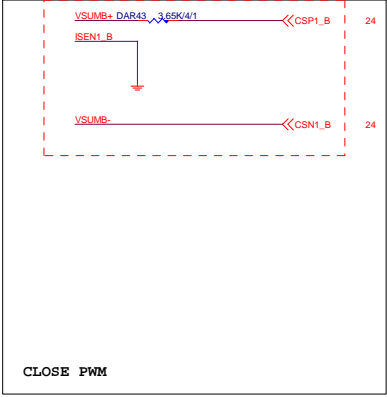 VSUMB+ DAR43 3.65K/4/1 CSP1_B 24
ISEN1_B
VSUMB- CSN1_B 24
CLOSE PWM